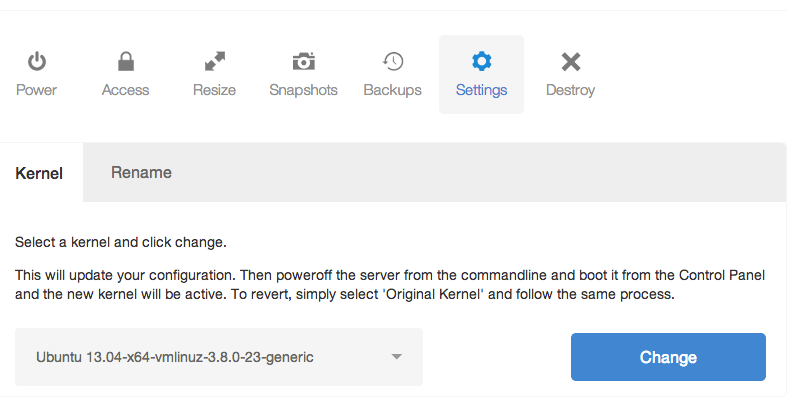 Power Access Resize Snapshots Backups Settings Destroy
Kernel Rename
Select a kernel and click change.
This will update your configuration. Then poweroff the server from the commandline and boot it from the Control Panel
and the new kernel will be active. To revert, simply select 'Original Kernel' and follow the same process.
Ubuntu 13.04-x64-vmlinuz-3.8.0-23-generic Change